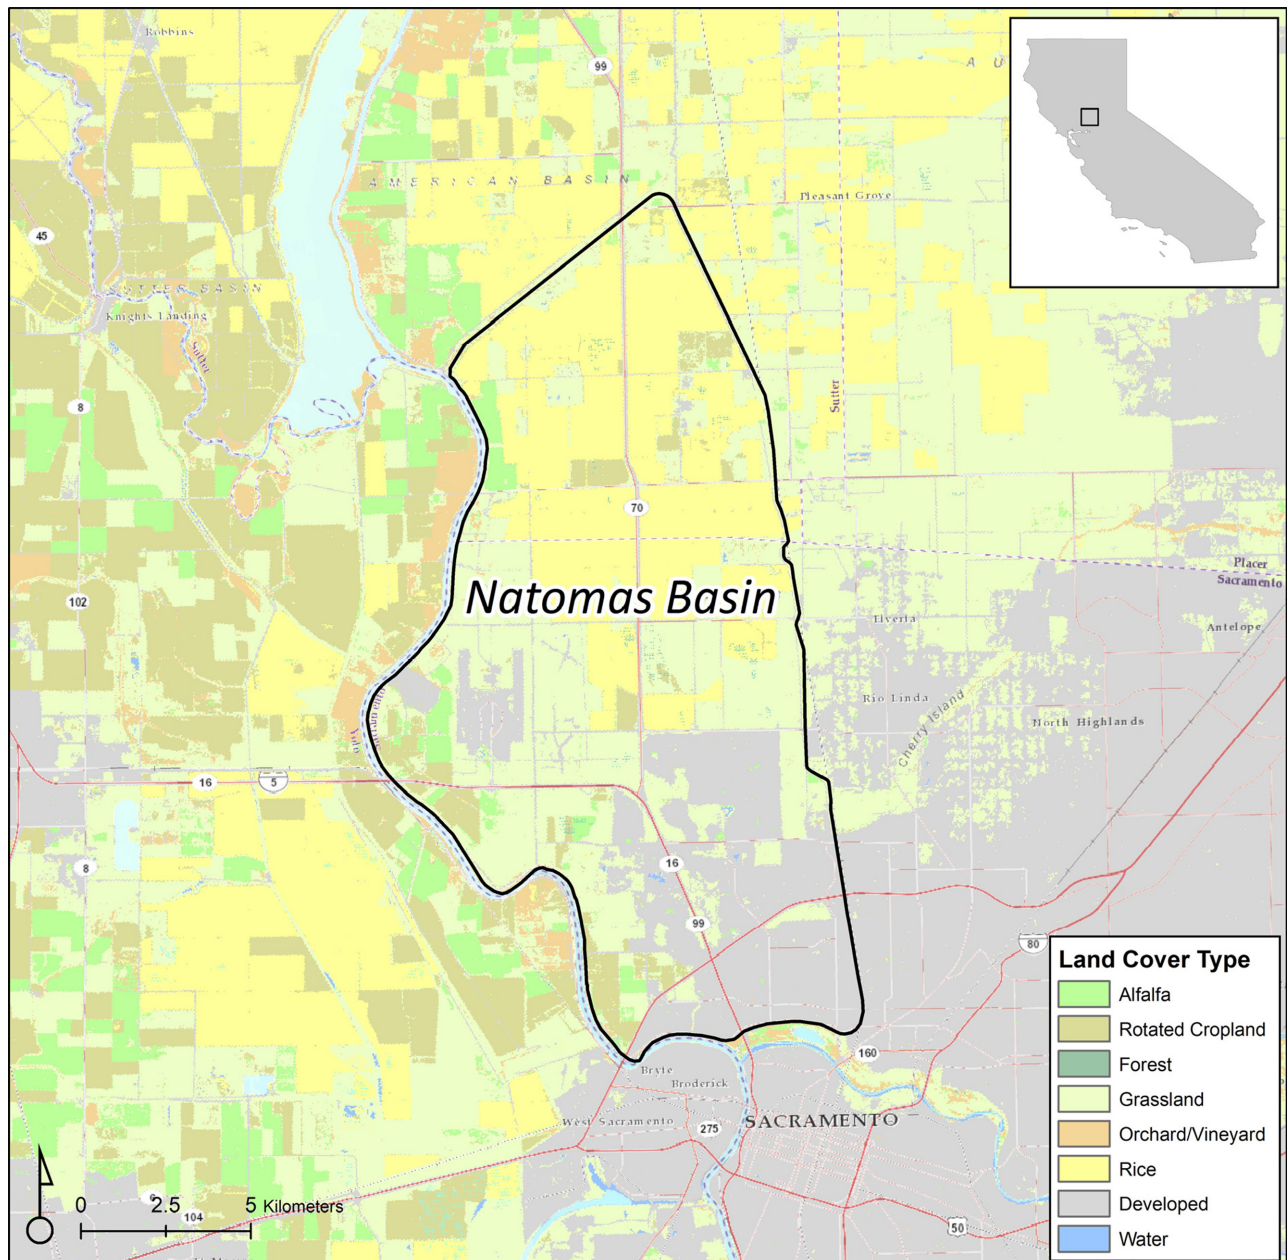 Robbins
99
A U
AMERICAN BASIN
Pleasant Grove
45
SUTTER BASIN
Knights Landing
Sutter
8
Sutter
70
102
Natomas Basin
Placer
Sacramento
Elverta
Antelope
Rio Linda
Cherry Island
North Highlands
Sacramento
Yolo
16
5
8
16
99
80
160
Bryte
Broderick
West Sacramento
275
SACRAMENTO
50
104
0 2.5 5 Kilometers
Land Cover Type
Alfalfa
Rotated Cropland
Forest
Grassland
Orchard/Vineyard
Rice
Developed
Water